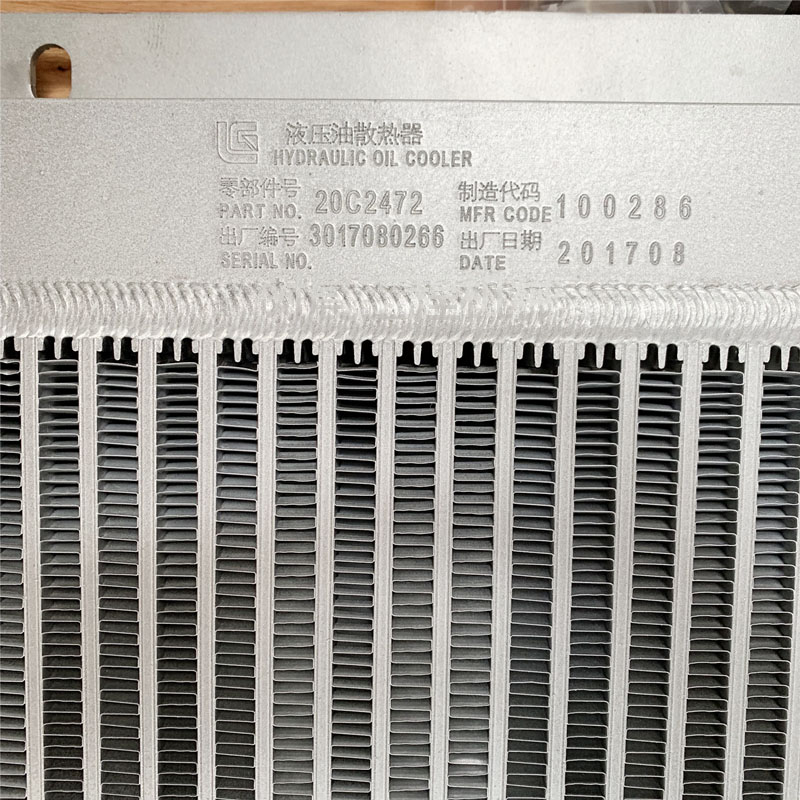 LG 液压油散热器
HYDRAULIC OIL COOLER
零部件号 20C2472 制造代码 100286
PART NO. MFR CODE
出厂编号 3017080266 出厂日期 201708
SERIAL NO. DATE